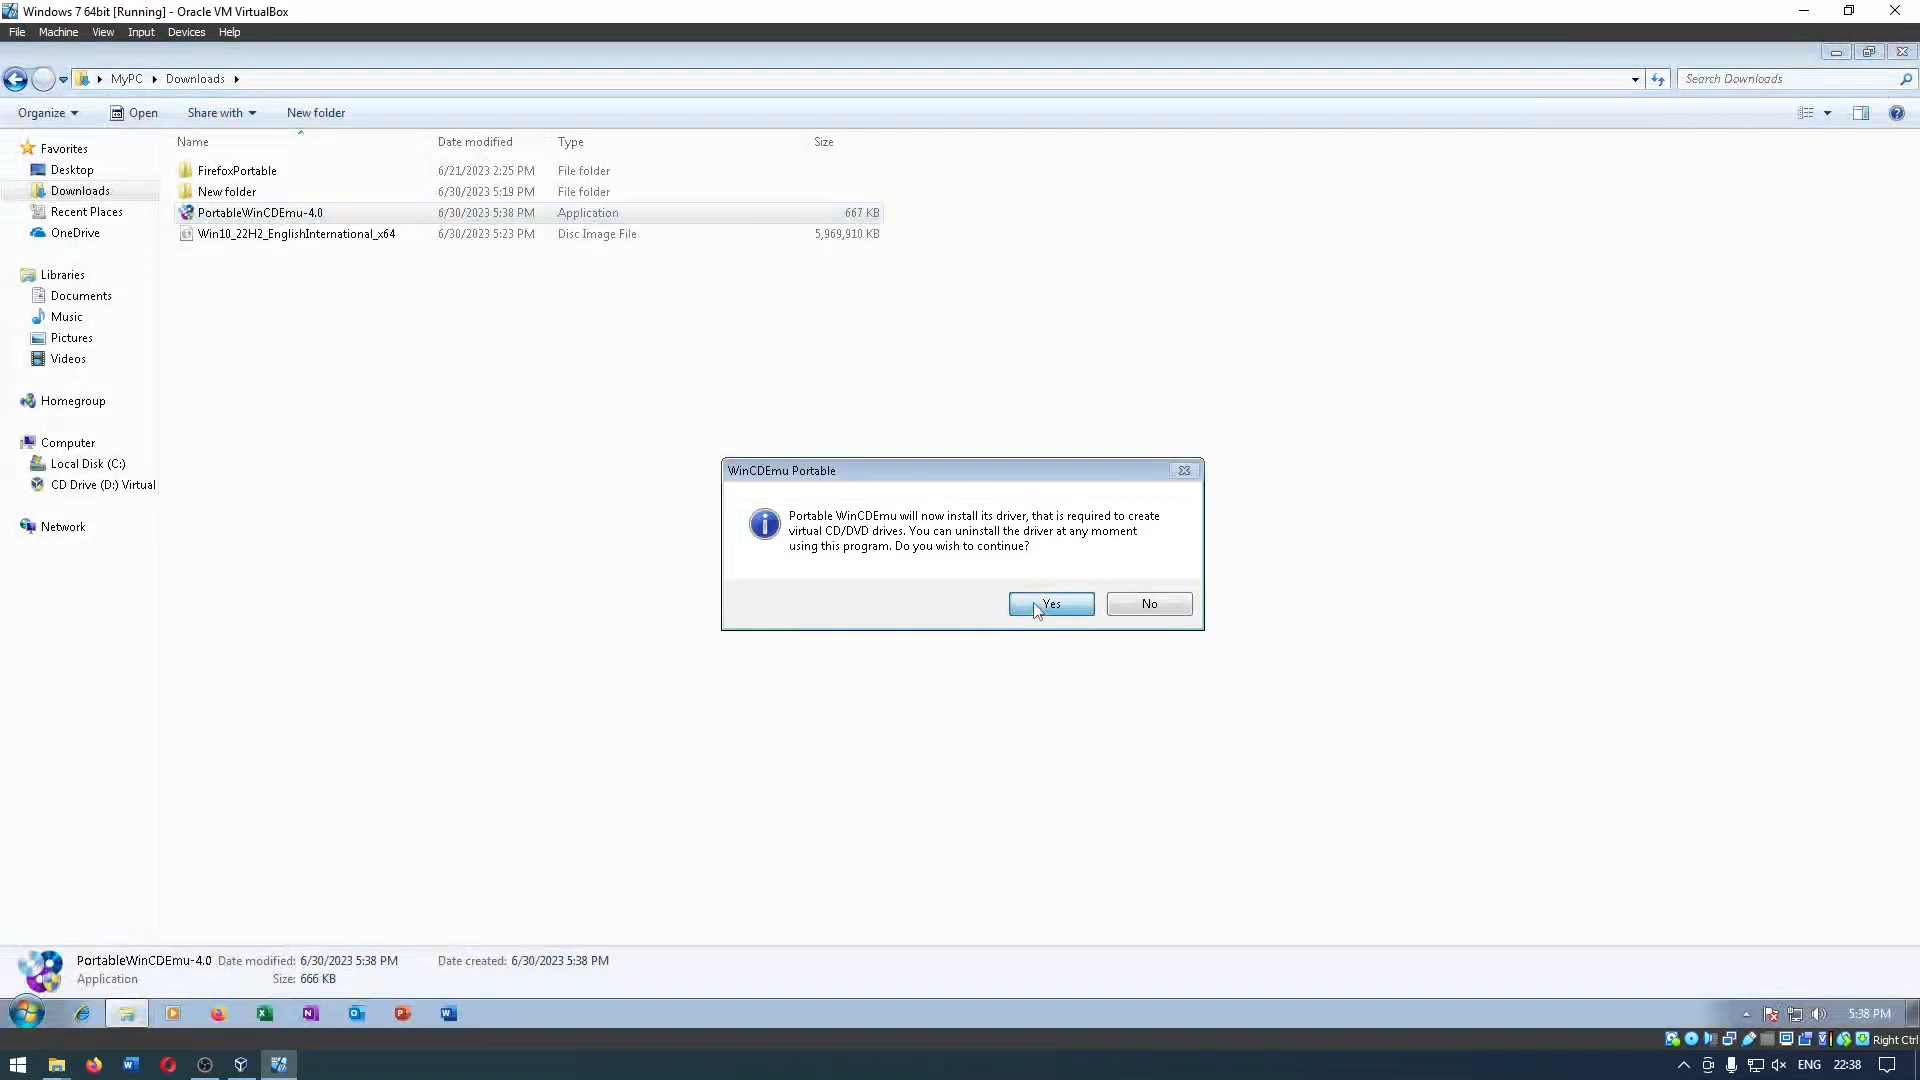 Windows 7 64bit [Running] - Oracle VM VirtualBox
File Machine View Input Devices Help
MyPC Downloads
Search Downloads
Organize Open Share with New folder
Name Date modified Type Size
Favorites
Desktop
Downloads
Recent Places
OneDrive
Libraries
Documents
Music
Pictures
Videos
Homegroup
Computer
Local Disk (C:)
CD Drive (D:) Virtual
Network
FirefoxPortable 6/21/2023 2:25 PM File folder
New folder 6/30/2023 5:19 PM File folder
PortableWinCDEmu-4.0 6/30/2023 5:38 PM Application 667 KB
Win10_22H2_EnglishInternational_x64 6/30/2023 5:23 PM Disc Image File 5,969,910 KB
WinCDEmu Portable
Portable WinCDEmu will now install its driver, that is required to create
virtual CD/DVD drives. You can uninstall the driver at any moment
using this program. Do you wish to continue?
Yes No
PortableWinCDEmu-4.0 Date modified: 6/30/2023 5:38 PM Date created: 6/30/2023 5:38 PM
Application Size: 666 KB
5:38 PM
Right Ctrl
ENG 22:38